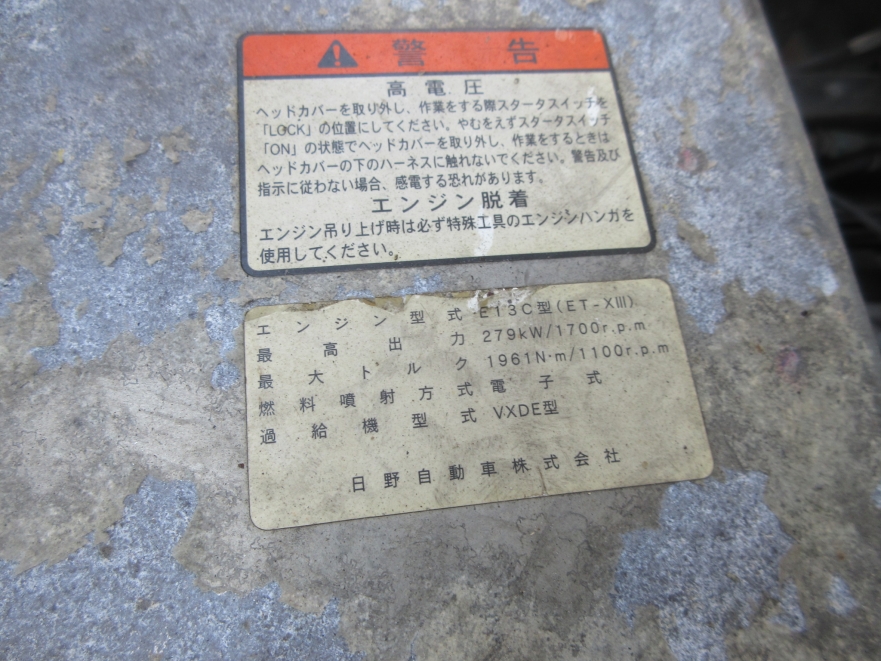 警告
高電圧
ヘッドカバーを取り外し、作業をする際スタータスイッチを
「LOCK」の位置にしてください。やむをえずスタータスイッチ
「ON」の状態でヘッドカバーを取り外し、作業をするときは
ヘッドカバーの下のハーネスに触れないでください。警告及び
指示に従わない場合、感電する恐れがあります。
エンジン脱着
エンジン吊り上げ時は必ず特殊工具のエンジンハンガを
使用してください。
エンジン型式 E13C型(ET-XIII)
最高出力 279kW/1700r.p.m
最大トルク 1961N·m/1100r.p.m
燃料噴射方式 電子式
過給機型式 VXDE型
日野自動車株式会社